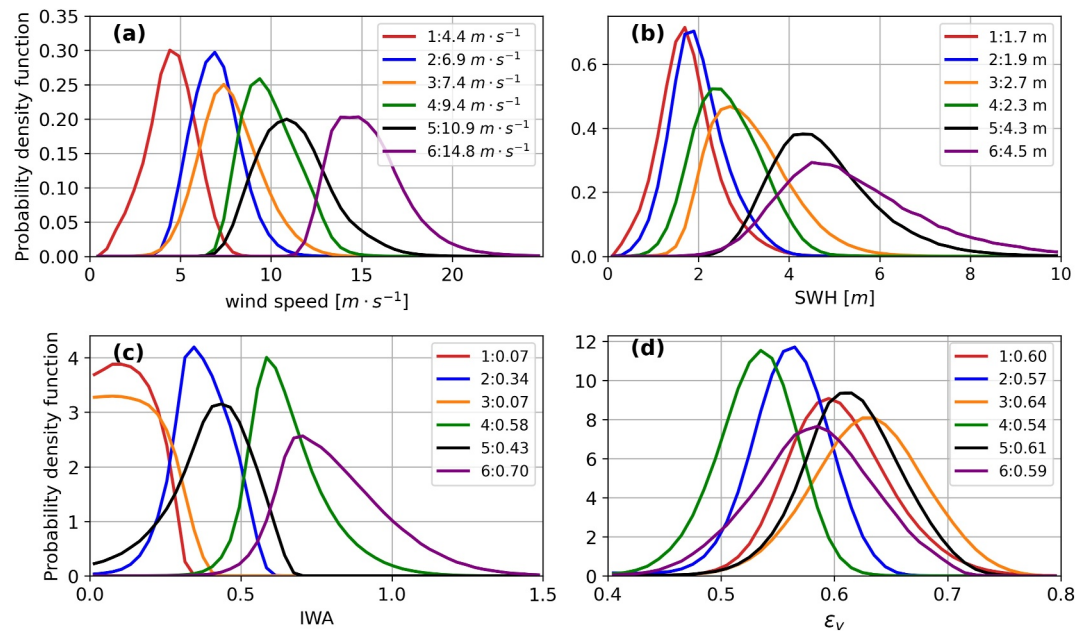 (a)
Probability density function
0.35
0.30
0.25
0.20
0.15
0.10
0.05
0.00
0
5
10
15
20
wind speed [m · s⁻¹]
1:4.4 m · s⁻¹
2:6.9 m · s⁻¹
3:7.4 m · s⁻¹
4:9.4 m · s⁻¹
5:10.9 m · s⁻¹
6:14.8 m · s⁻¹
(b)
0.6
0.4
0.2
0.0
0
2
4
6
8
10
SWH [m]
1:1.7 m
2:1.9 m
3:2.7 m
4:2.3 m
5:4.3 m
6:4.5 m
(c)
Probability density function
4
3
2
1
0
0.0
0.5
1.0
1.5
IWA
1:0.07
2:0.34
3:0.07
4:0.58
5:0.43
6:0.70
(d)
12
10
8
6
4
2
0
0.4
0.5
0.6
0.7
0.8
εᵥ
1:0.60
2:0.57
3:0.64
4:0.54
5:0.61
6:0.59